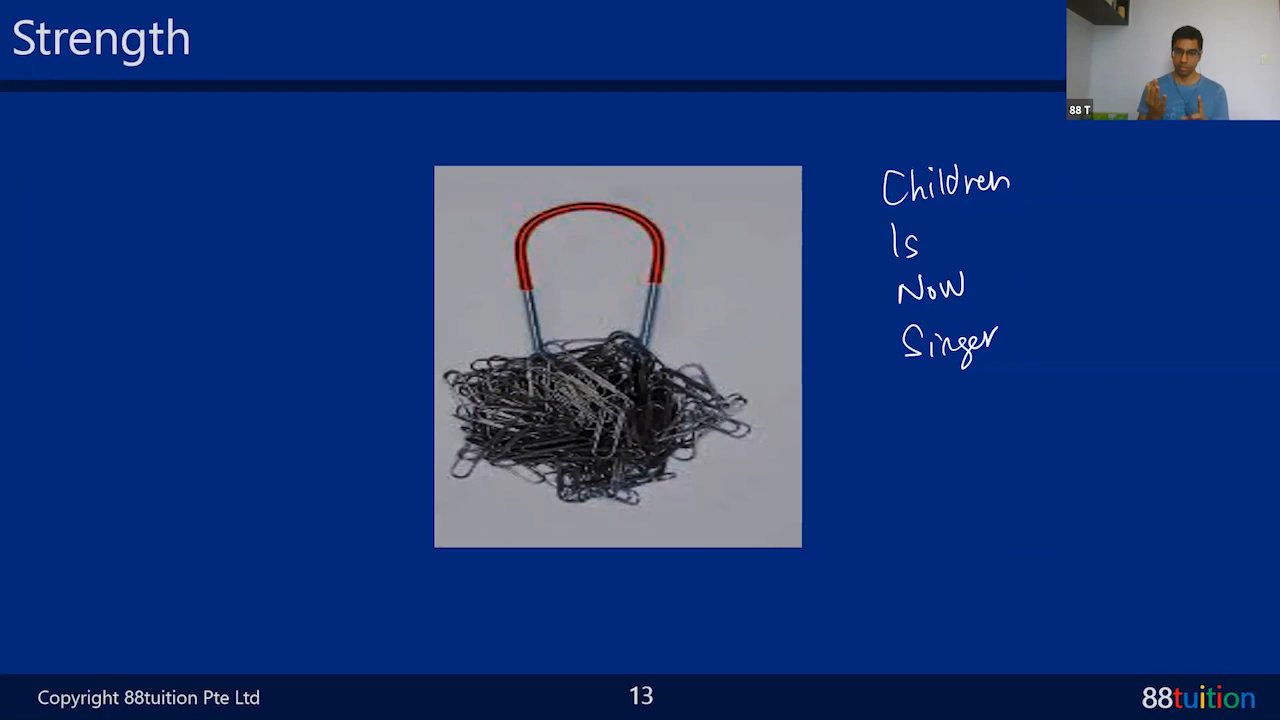 Strength
88 T
Children
Is
Now
Singer
Copyright 88tuition Pte Ltd
13
88tuition